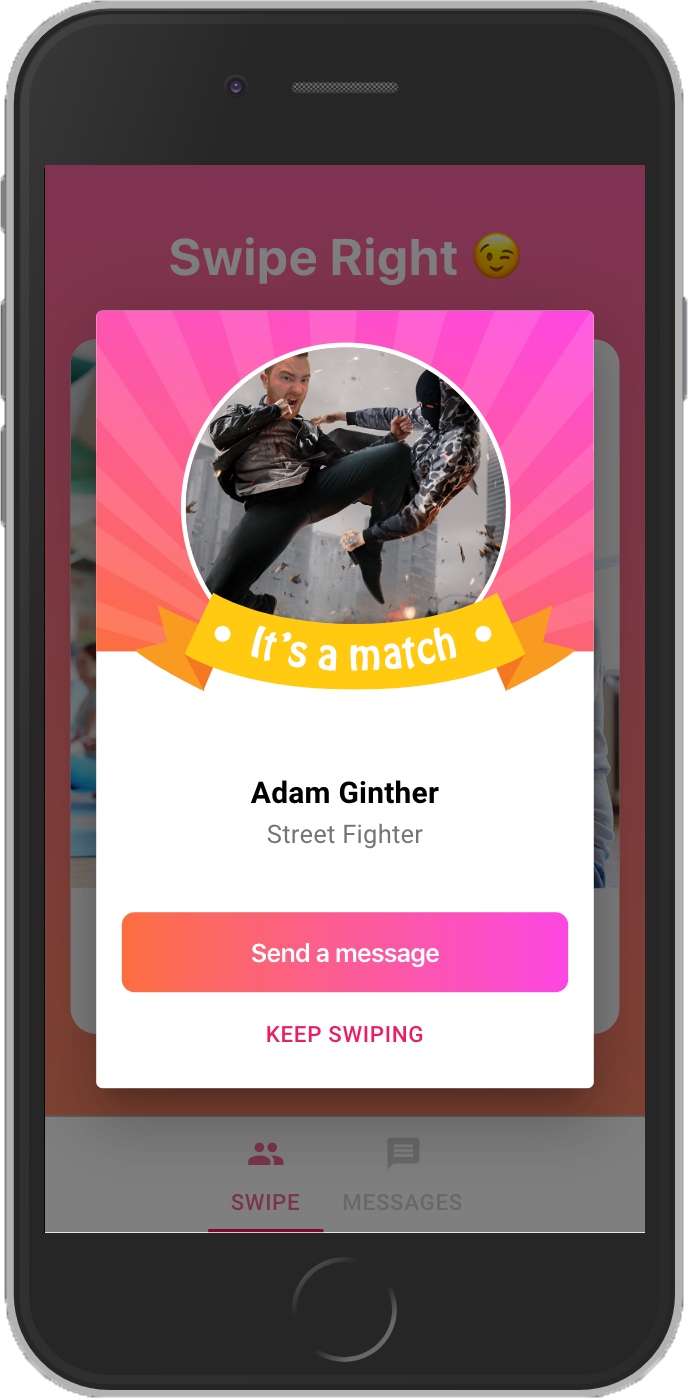 Swipe Right 😉
It's a match
Adam Ginther
Street Fighter
Send a message
KEEP SWIPING
SWIPE
MESSAGES